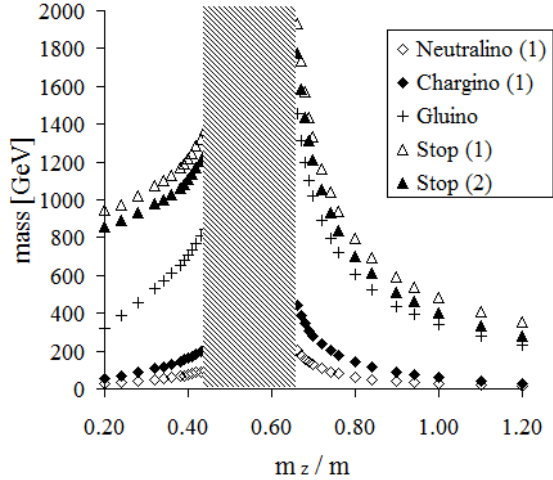 2000
1800
1600
1400
1200
1000
800
600
400
200
0
mass [GeV]
Neutralino (1)
Chargino (1)
Gluino
Stop (1)
Stop (2)
0.20 0.40 0.60 0.80 1.00 1.20
m z / m